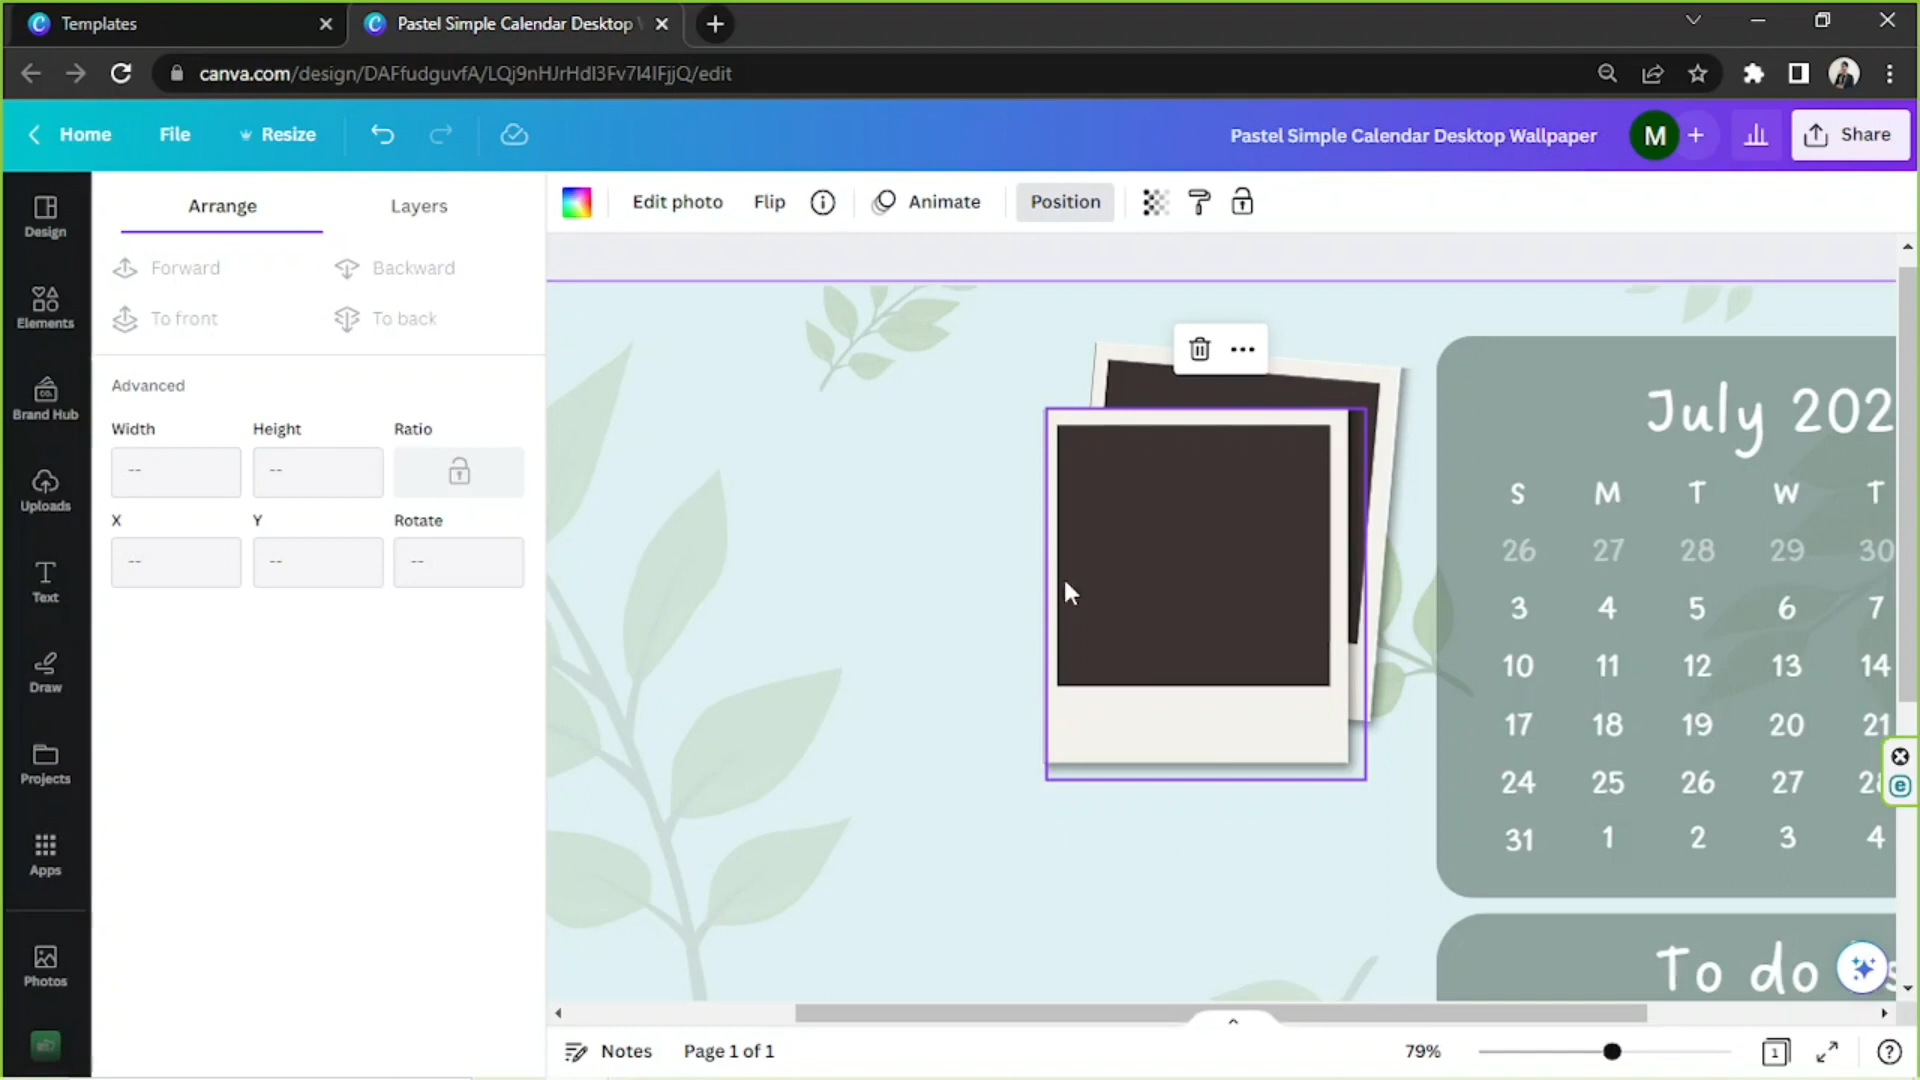 Templates
Pastel Simple Calendar Desktop
canva.com/design/DAFfudguvfA/LQj9nHJrHdl3Fv7l4lFjjQ/edit
Home
File
Resize
Pastel Simple Calendar Desktop Wallpaper
M
Share
Design
Elements
Brand Hub
Uploads
Text
Draw
Projects
Apps
Photos
Arrange
Layers
Forward
Backward
To front
To back
Advanced
Width
Height
Ratio
--
--
X
Y
Rotate
--
--
--
Edit photo
Flip
Animate
Position
July 202
S M T W T
26 27 28 29 30
3 4 5 6 7
10 11 12 13 14
17 18 19 20 21
24 25 26 27 28
31 1 2 3 4
To do
Notes
Page 1 of 1
79%
1